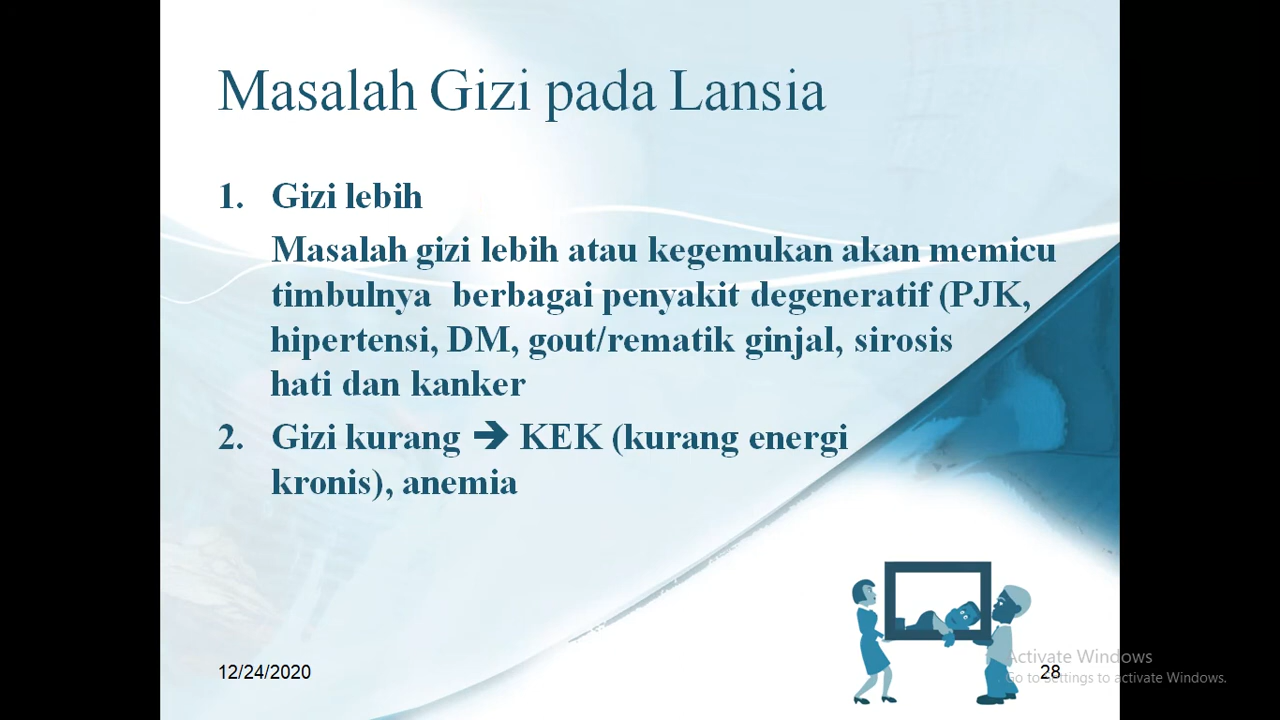 Masalah Gizi pada Lansia
1. Gizi lebih
Masalah gizi lebih atau kegemukan akan memicu
timbulnya berbagai penyakit degeneratif (PJK,
hipertensi, DM, gout/rematik ginjal, sirosis
hati dan kanker
2. Gizi kurang ➔ KEK (kurang energi
kronis), anemia
12/24/2020
28
Activate Windows
Go to Settings to activate Windows.